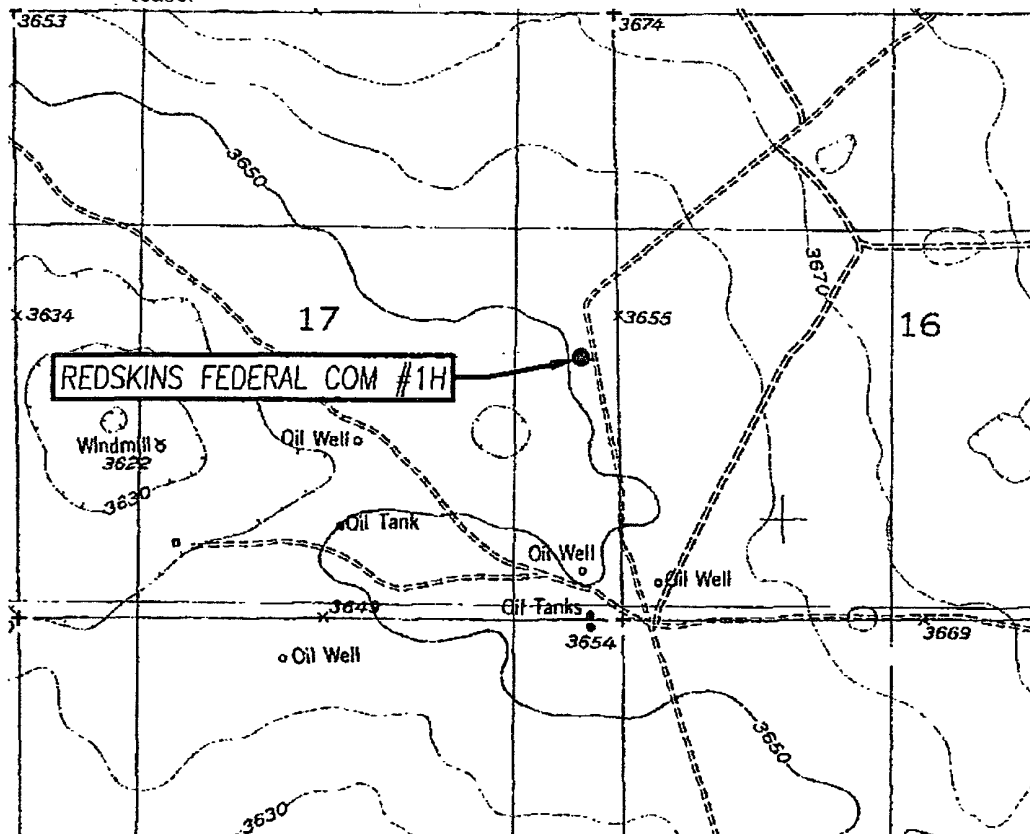 3653
3674
3650
3670
3634
17
3655
16
REDSKINS FEDERAL COM #1H
Windmill
3622
Oil Well
3630
Oil Tank
Oil Well
Oil Well
Oil Tanks
3649
3654
3669
Oil Well
3650
3630